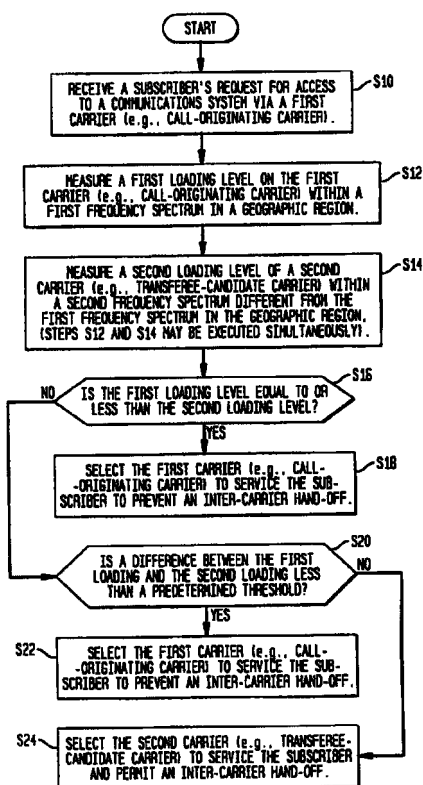 START
RECEIVE A SUBSCRIBER'S REQUEST FOR ACCESS
TO A COMMUNICATIONS SYSTEM VIA A FIRST
CARRIER (e.g., CALL-ORIGINATING CARRIER).
S10
MEASURE A FIRST LOADING LEVEL ON THE FIRST
CARRIER (e.g., CALL-ORIGINATING CARRIER) WITHIN A
FIRST FREQUENCY SPECTRUM IN A GEOGRAPHIC REGION.
S12
MEASURE A SECOND LOADING LEVEL OF A SECOND
CARRIER (e.g., TRANSFEREE-CANDIDATE CARRIER) WITHIN
A SECOND FREQUENCY SPECTRUM DIFFERENT FROM THE
FIRST FREQUENCY SPECTRUM IN THE GEOGRAPHIC REGION.
(STEPS S12 AND S14 MAY BE EXECUTED SIMULTANEOUSLY).
S14
IS THE FIRST LOADING LEVEL EQUAL TO OR
LESS THAN THE SECOND LOADING LEVEL?
S16
NO
YES
SELECT THE FIRST CARRIER (e.g., CALL-
-ORIGINATING CARRIER) TO SERVICE THE SUB-
SCRIBER TO PREVENT AN INTER-CARRIER HAND-OFF.
S18
IS A DIFFERENCE BETWEEN THE FIRST
LOADING AND THE SECOND LOADING LESS
THAN A PREDETERMINED THRESHOLD?
S20
NO
YES
S22
SELECT THE FIRST CARRIER (e.g., CALL-
-ORIGINATING CARRIER) TO SERVICE THE SUB-
SCRIBER TO PREVENT AN INTER-CARRIER HAND-OFF.
S24
SELECT THE SECOND CARRIER (e.g., TRANSFEREE-
CANDIDATE CARRIER) TO SERVICE THE SUBSCRIBER
AND PERMIT AN INTER-CARRIER HAND-OFF.